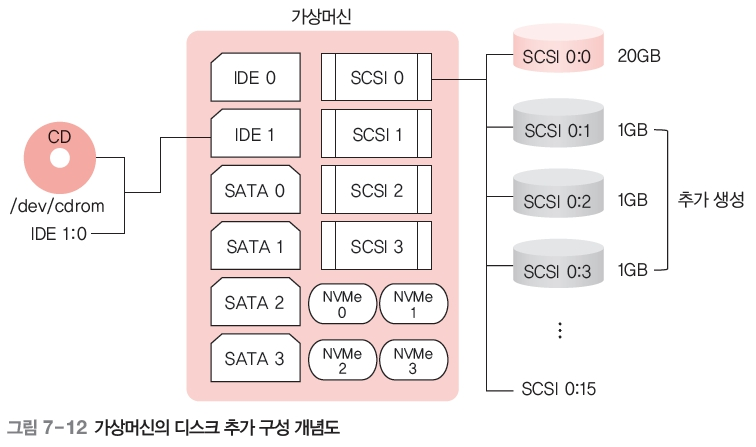 가상머신
IDE 0
SCSI 0
IDE 1
SCSI 1
SATA 0
SCSI 2
SATA 1
SCSI 3
SATA 2
NVMe
0
NVMe
1
SATA 3
NVMe
2
NVMe
3
CD
/dev/cdrom
IDE 1:0
SCSI 0:0 20GB
SCSI 0:1 1GB
SCSI 0:2 1GB
추가 생성
SCSI 0:3 1GB
⋮
SCSI 0:15
그림 7-12 가상머신의 디스크 추가 구성 개념도